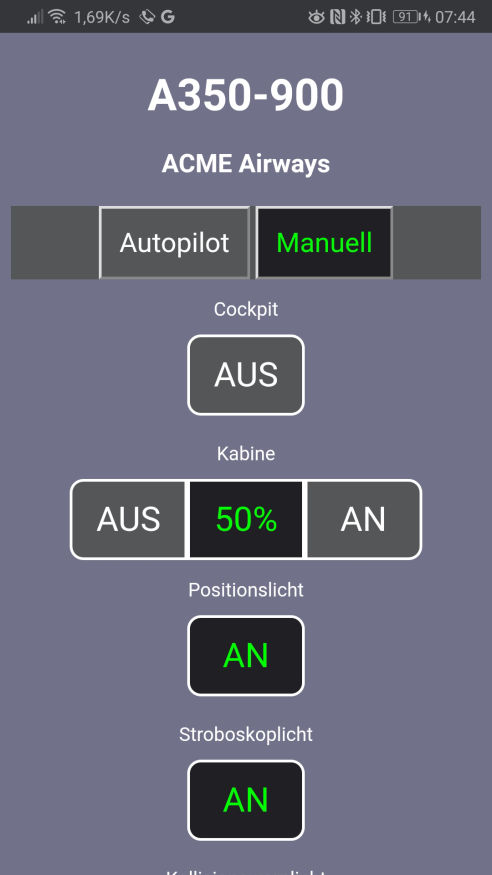 1,69K/s G 91 07:44
A350-900
ACME Airways
Autopilot Manuell
Cockpit
AUS
Kabine
AUS 50% AN
Positionslicht
AN
Stroboskoplicht
AN